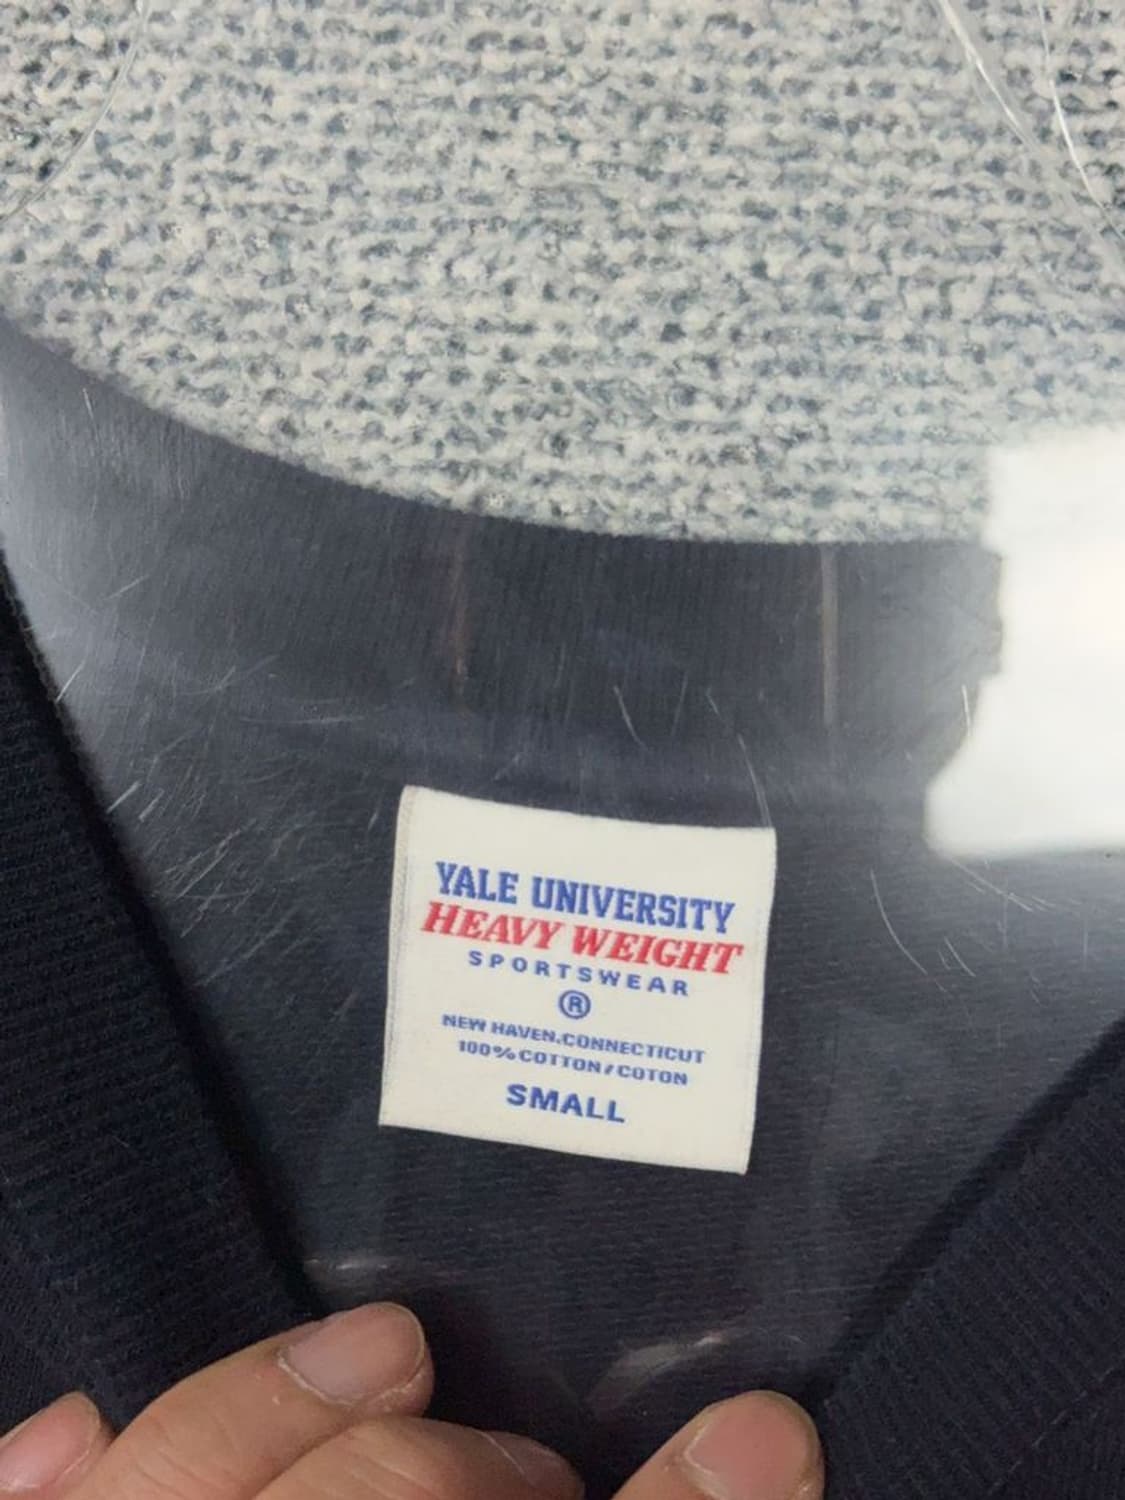 YALE UNIVERSITY
HEAVY WEIGHT
SPORTSWEAR
®
NEW HAVEN.CONNECTICUT
100% COTTON/COTON
SMALL